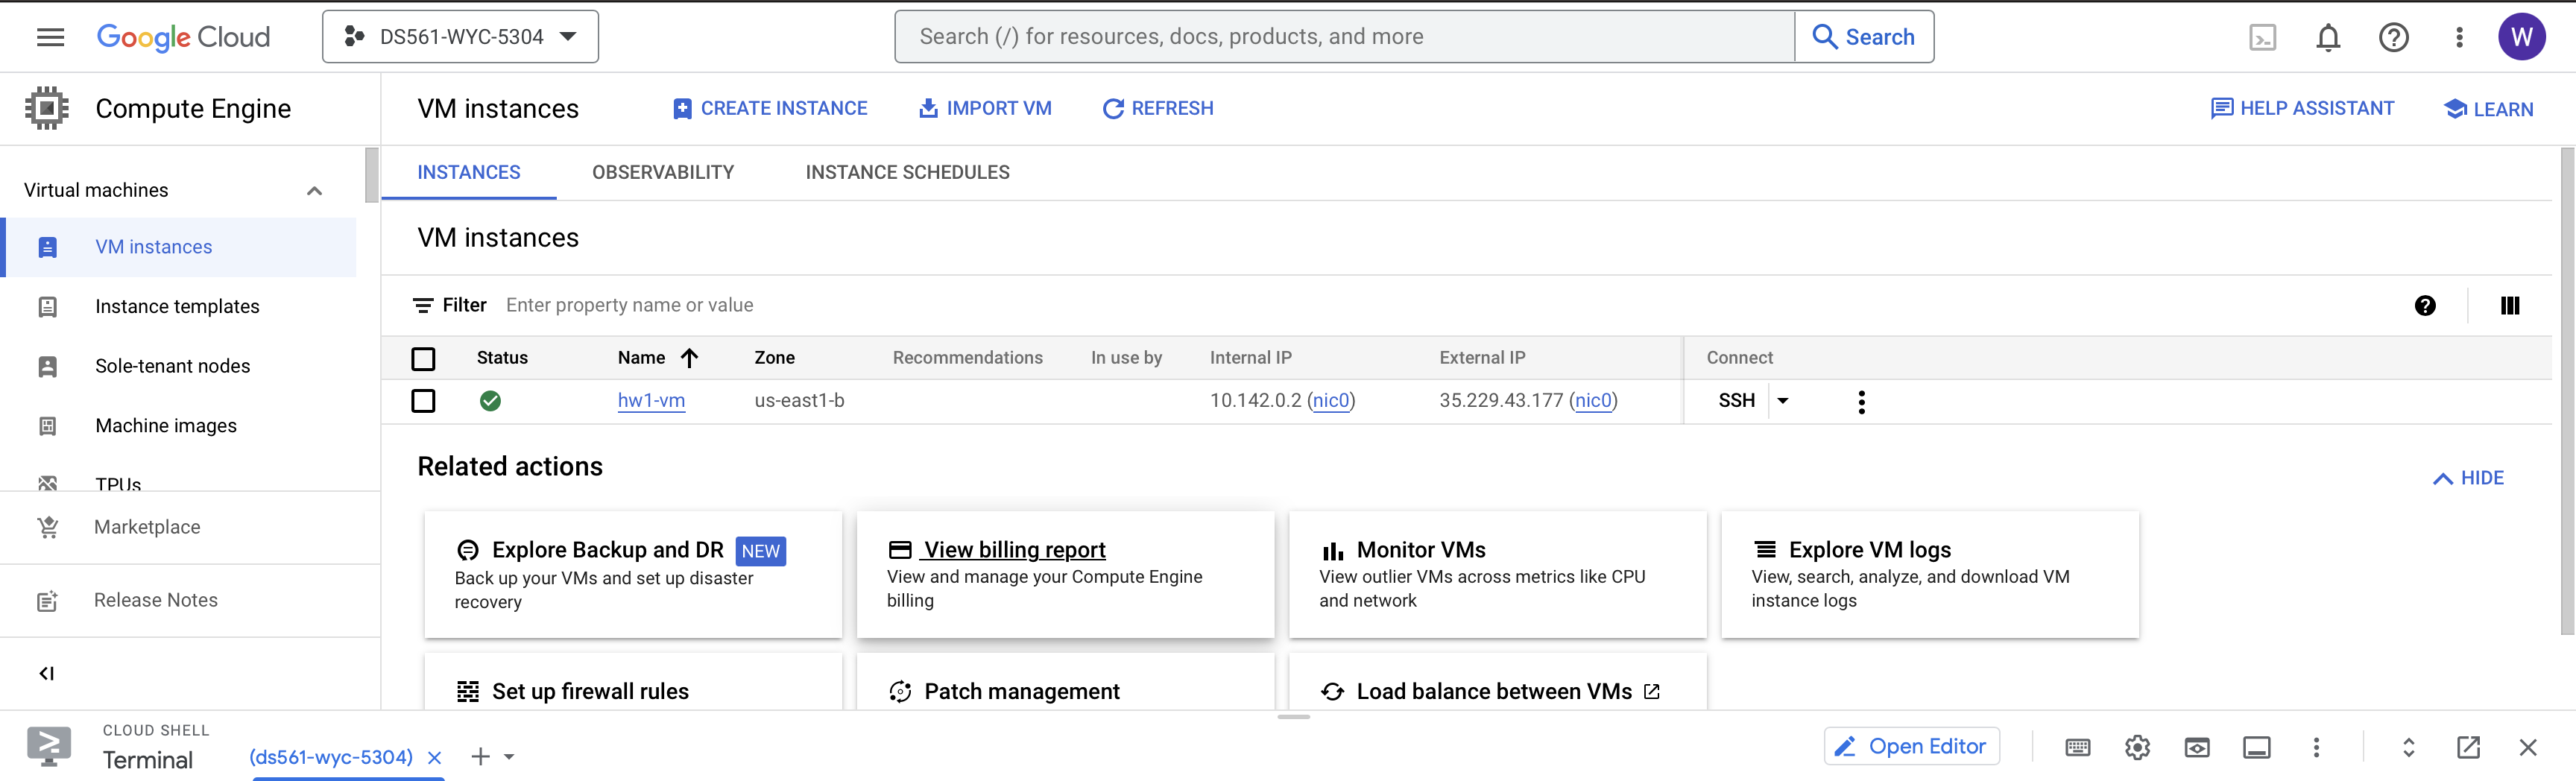 Google Cloud
DS561-WYC-5304
Search (/) for resources, docs, products, and more
Search
W
Compute Engine
VM instances
CREATE INSTANCE
IMPORT VM
REFRESH
HELP ASSISTANT
LEARN
Virtual machines
VM instances
Instance templates
Sole-tenant nodes
Machine images
TPUs
Marketplace
Release Notes
INSTANCES
OBSERVABILITY
INSTANCE SCHEDULES
VM instances
Filter Enter property name or value
Status Name Zone Recommendations In use by Internal IP External IP Connect
hw1-vm us-east1-b 10.142.0.2 (nic0) 35.229.43.177 (nic0) SSH
Related actions
HIDE
Explore Backup and DR NEW
Back up your VMs and set up disaster
recovery
View billing report
View and manage your Compute Engine
billing
Monitor VMs
View outlier VMs across metrics like CPU
and network
Explore VM logs
View, search, analyze, and download VM
instance logs
Set up firewall rules
Patch management
Load balance between VMs
CLOUD SHELL
Terminal
(ds561-wyc-5304)
Open Editor